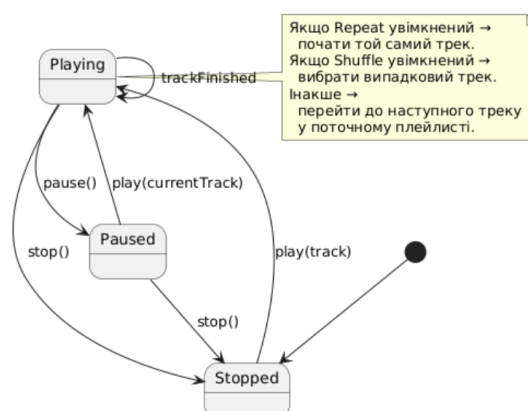 Якщо Repeat увімкнений →
почати той самий трек.
Якщо Shuffle увімкнений →
вибрати випадковий трек.
Інакше →
перейти до наступного треку
у поточному плейлисті.
Playing
trackFinished
pause()
play(currentTrack)
Paused
stop()
play(track)
stop()
Stopped